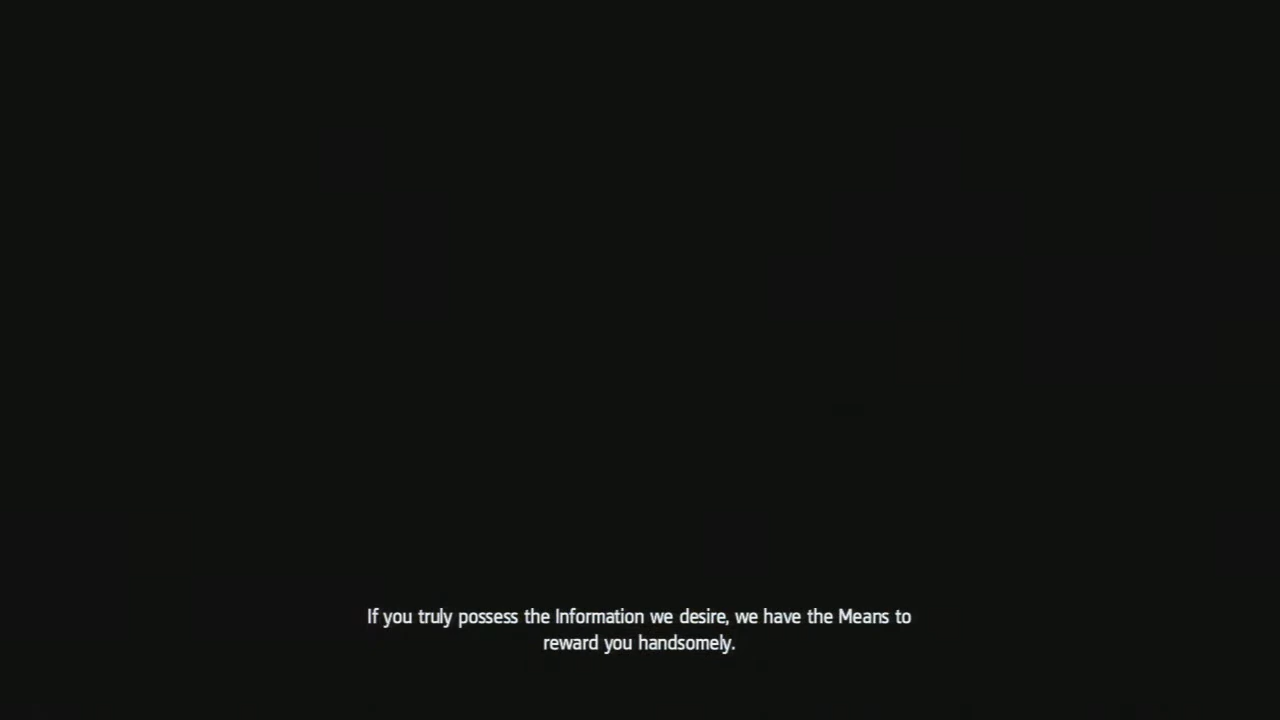 If you truly possess the Information we desire, we have the Means to
reward you handsomely.